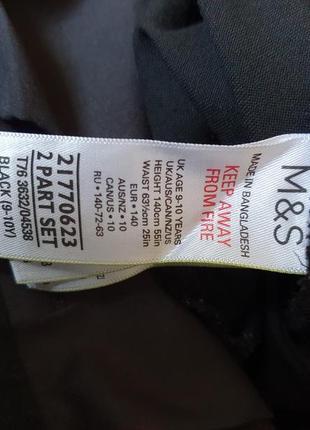 M&S
MADE IN BANGLADESH
KEEP AWAY
FROM FIRE
UK AGE 9-10 YEARS
UK/AUS/CAN/NZ/US
HEIGHT 140cm 55in
WAIST 63½cm 25in
EUR • 140
AUS/NZ • 10
CAN/US • 10
RU • 140-72-63
21770623
2 PART SET
T76 3632/04538
BLACK (9-10Y)